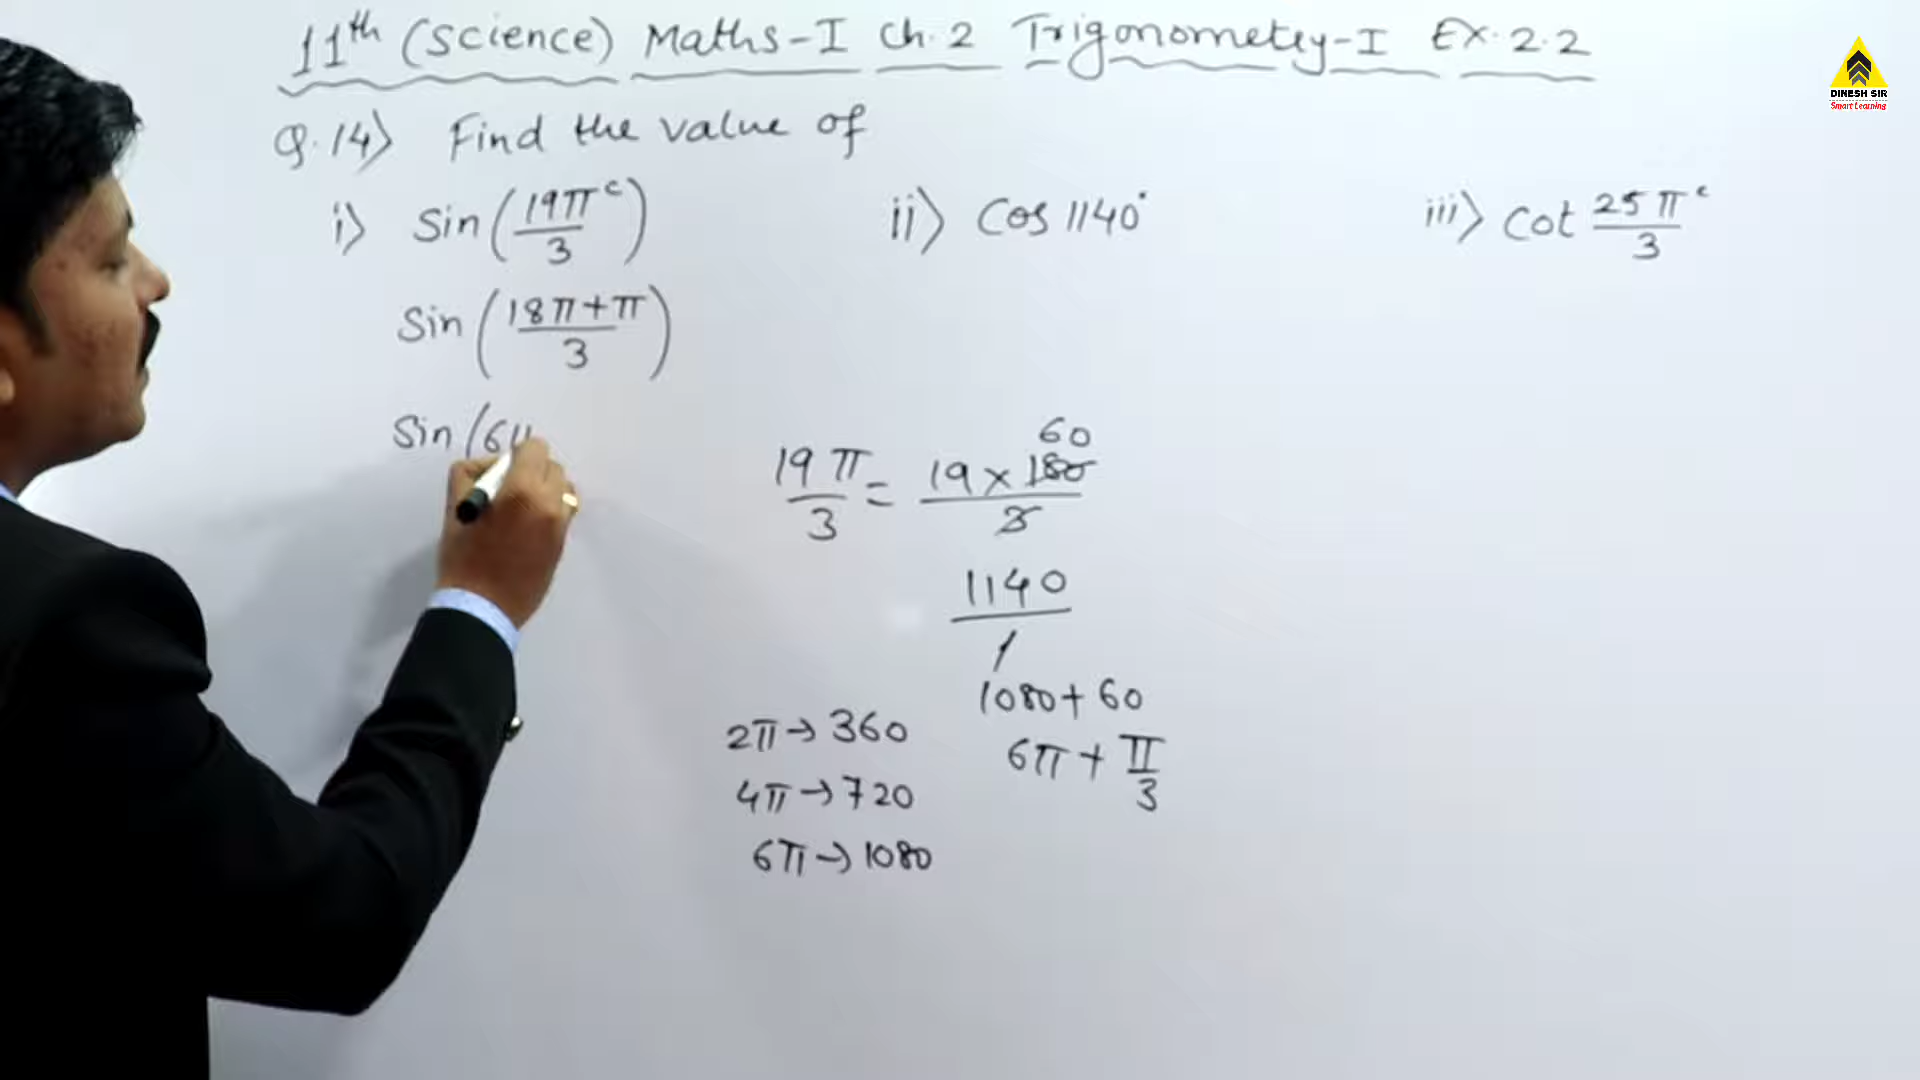 11th (Science) Maths-I Ch.2 Trigonometry-I Ex.2.2
Q.14) Find the value of
i) Sin(19π^c/3) ii) Cos 1140° iii) Cot 25π^c/3
Sin(18π+π/3)
Sin(6π
19π/3 = 19 × 180/3
60
1140/1
1080+60
6π + π/3
2π→360
4π→720
6π→1080
DINESH SIR
Smart Learning